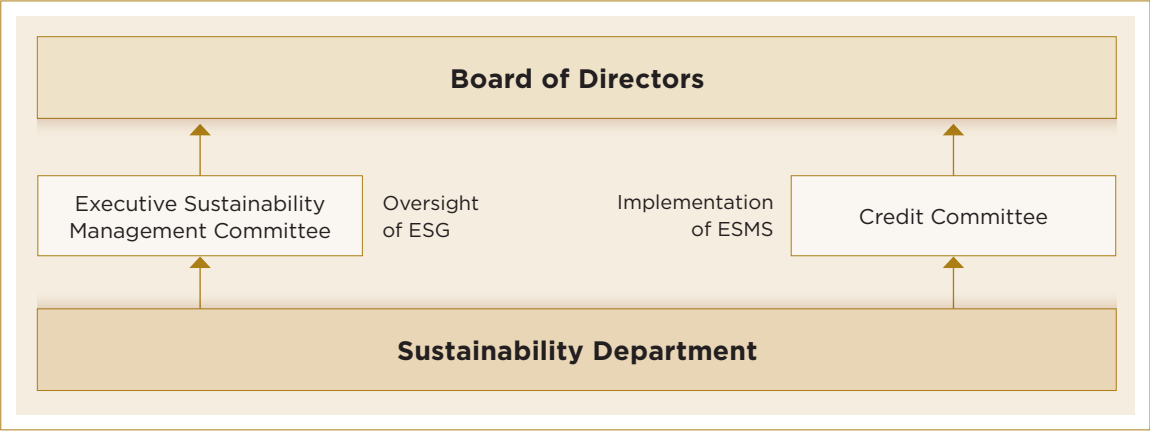 Board of Directors
Executive Sustainability
Management Committee
Oversight
of ESG
Implementation
of ESMS
Credit Committee
Sustainability Department